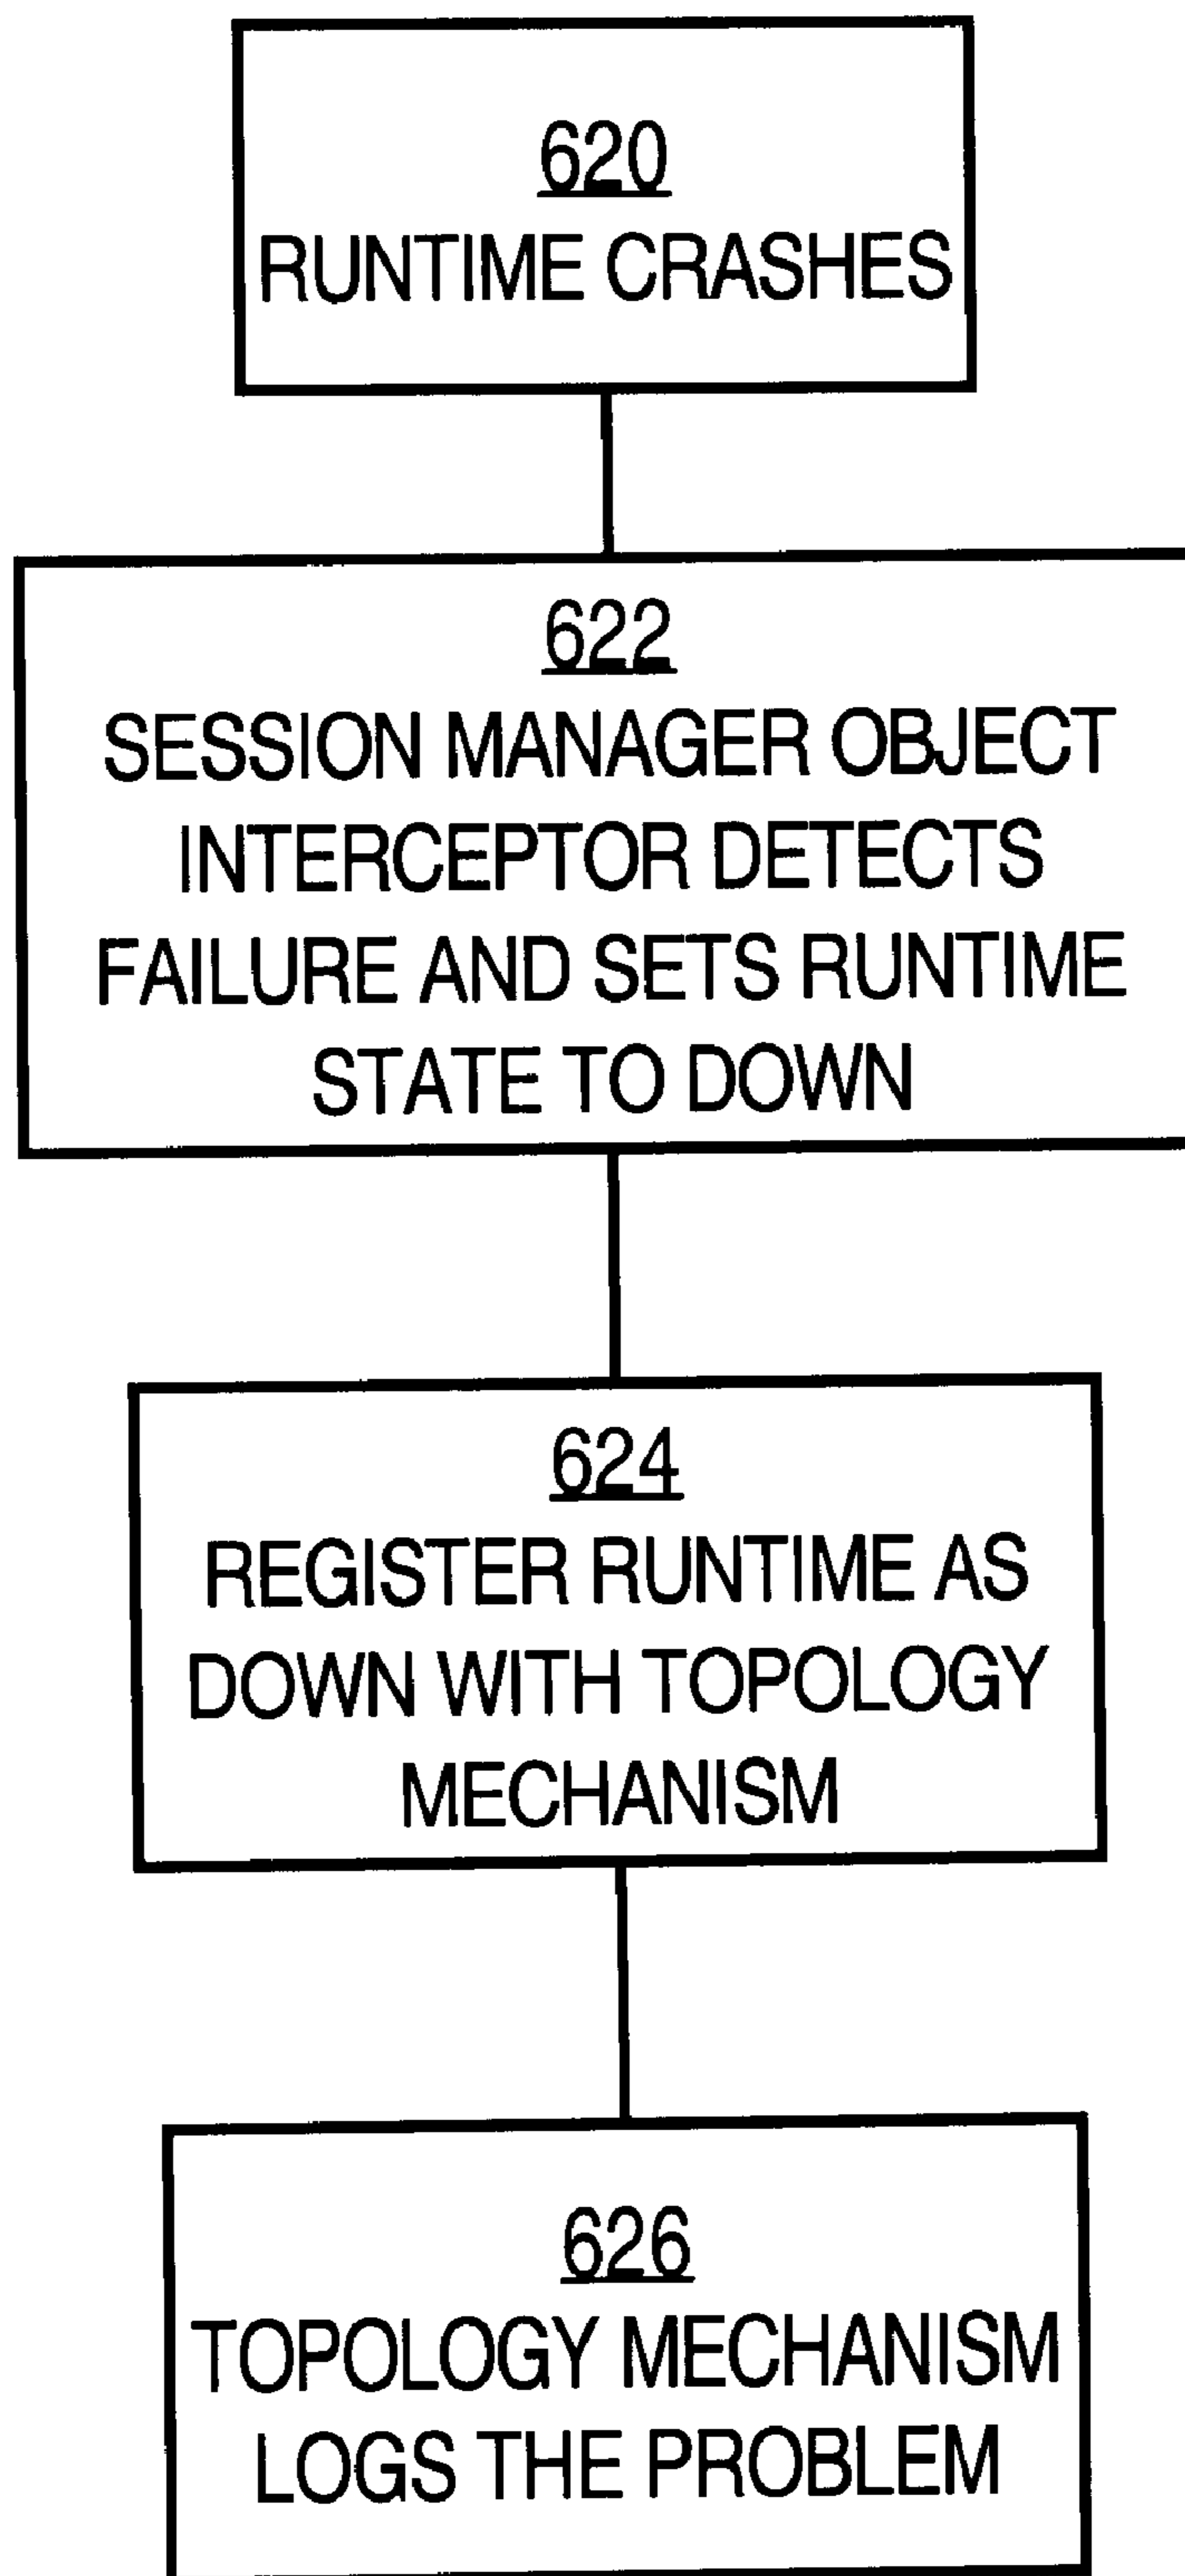 620
RUNTIME CRASHES
622
SESSION MANAGER OBJECT
INTERCEPTOR DETECTS
FAILURE AND SETS RUNTIME
STATE TO DOWN
624
REGISTER RUNTIME AS
DOWN WITH TOPOLOGY
MECHANISM
626
TOPOLOGY MECHANISM
LOGS THE PROBLEM